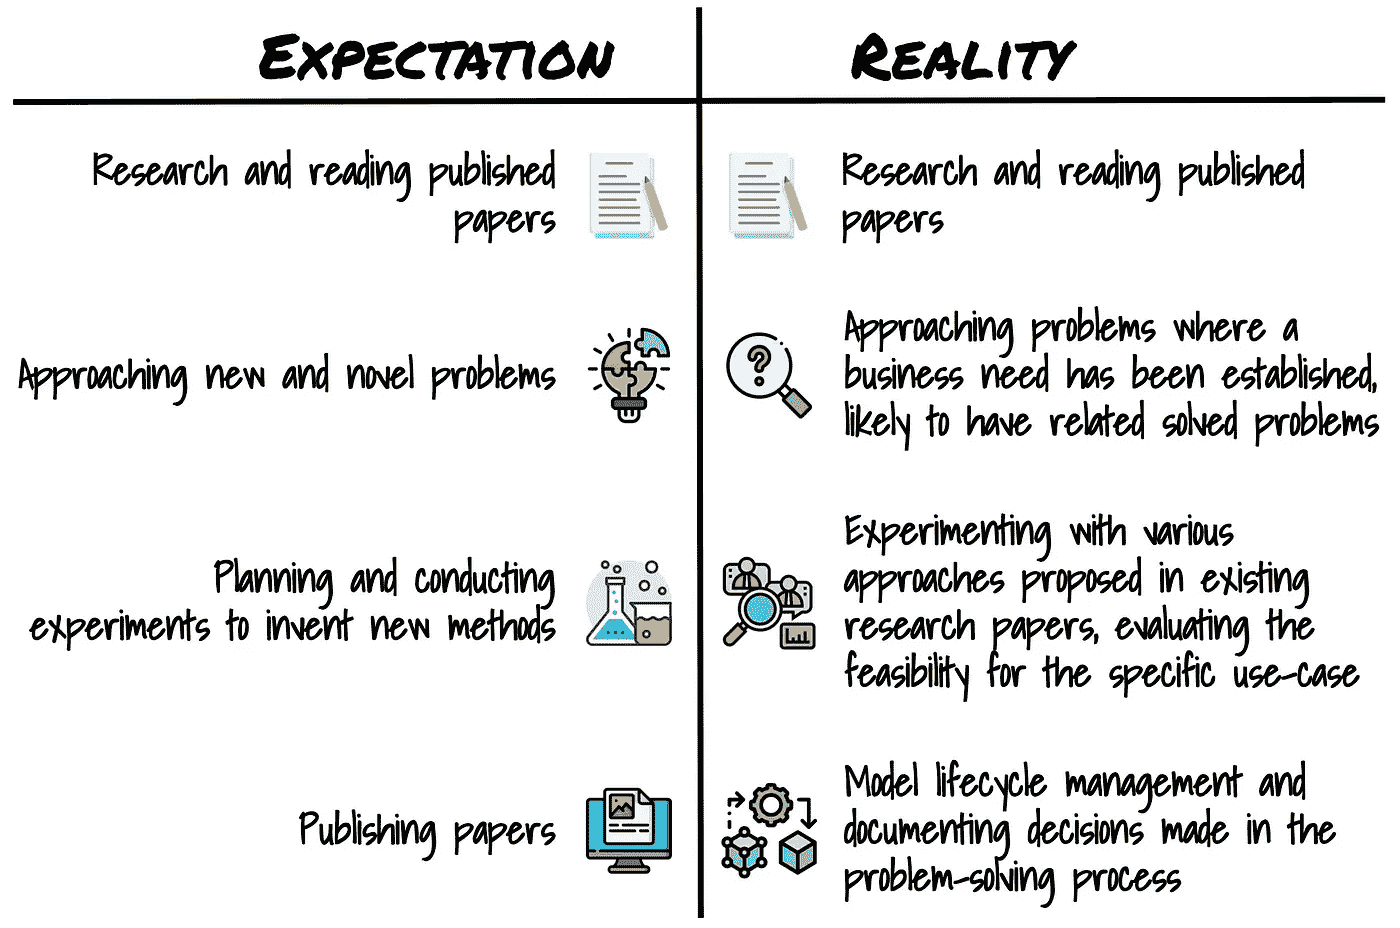 EXPECTATION
REALITY
Research and reading published
papers
Research and reading published
papers
Approaching new and novel problems
Approaching problems where a
business need has been established,
likely to have related solved problems
Planning and conducting
experiments to invent new methods
Experimenting with various
approaches proposed in existing
research papers, evaluating the
feasibility for the specific use-case
Publishing papers
Model lifecycle management and
documenting decisions made in the
problem-solving process